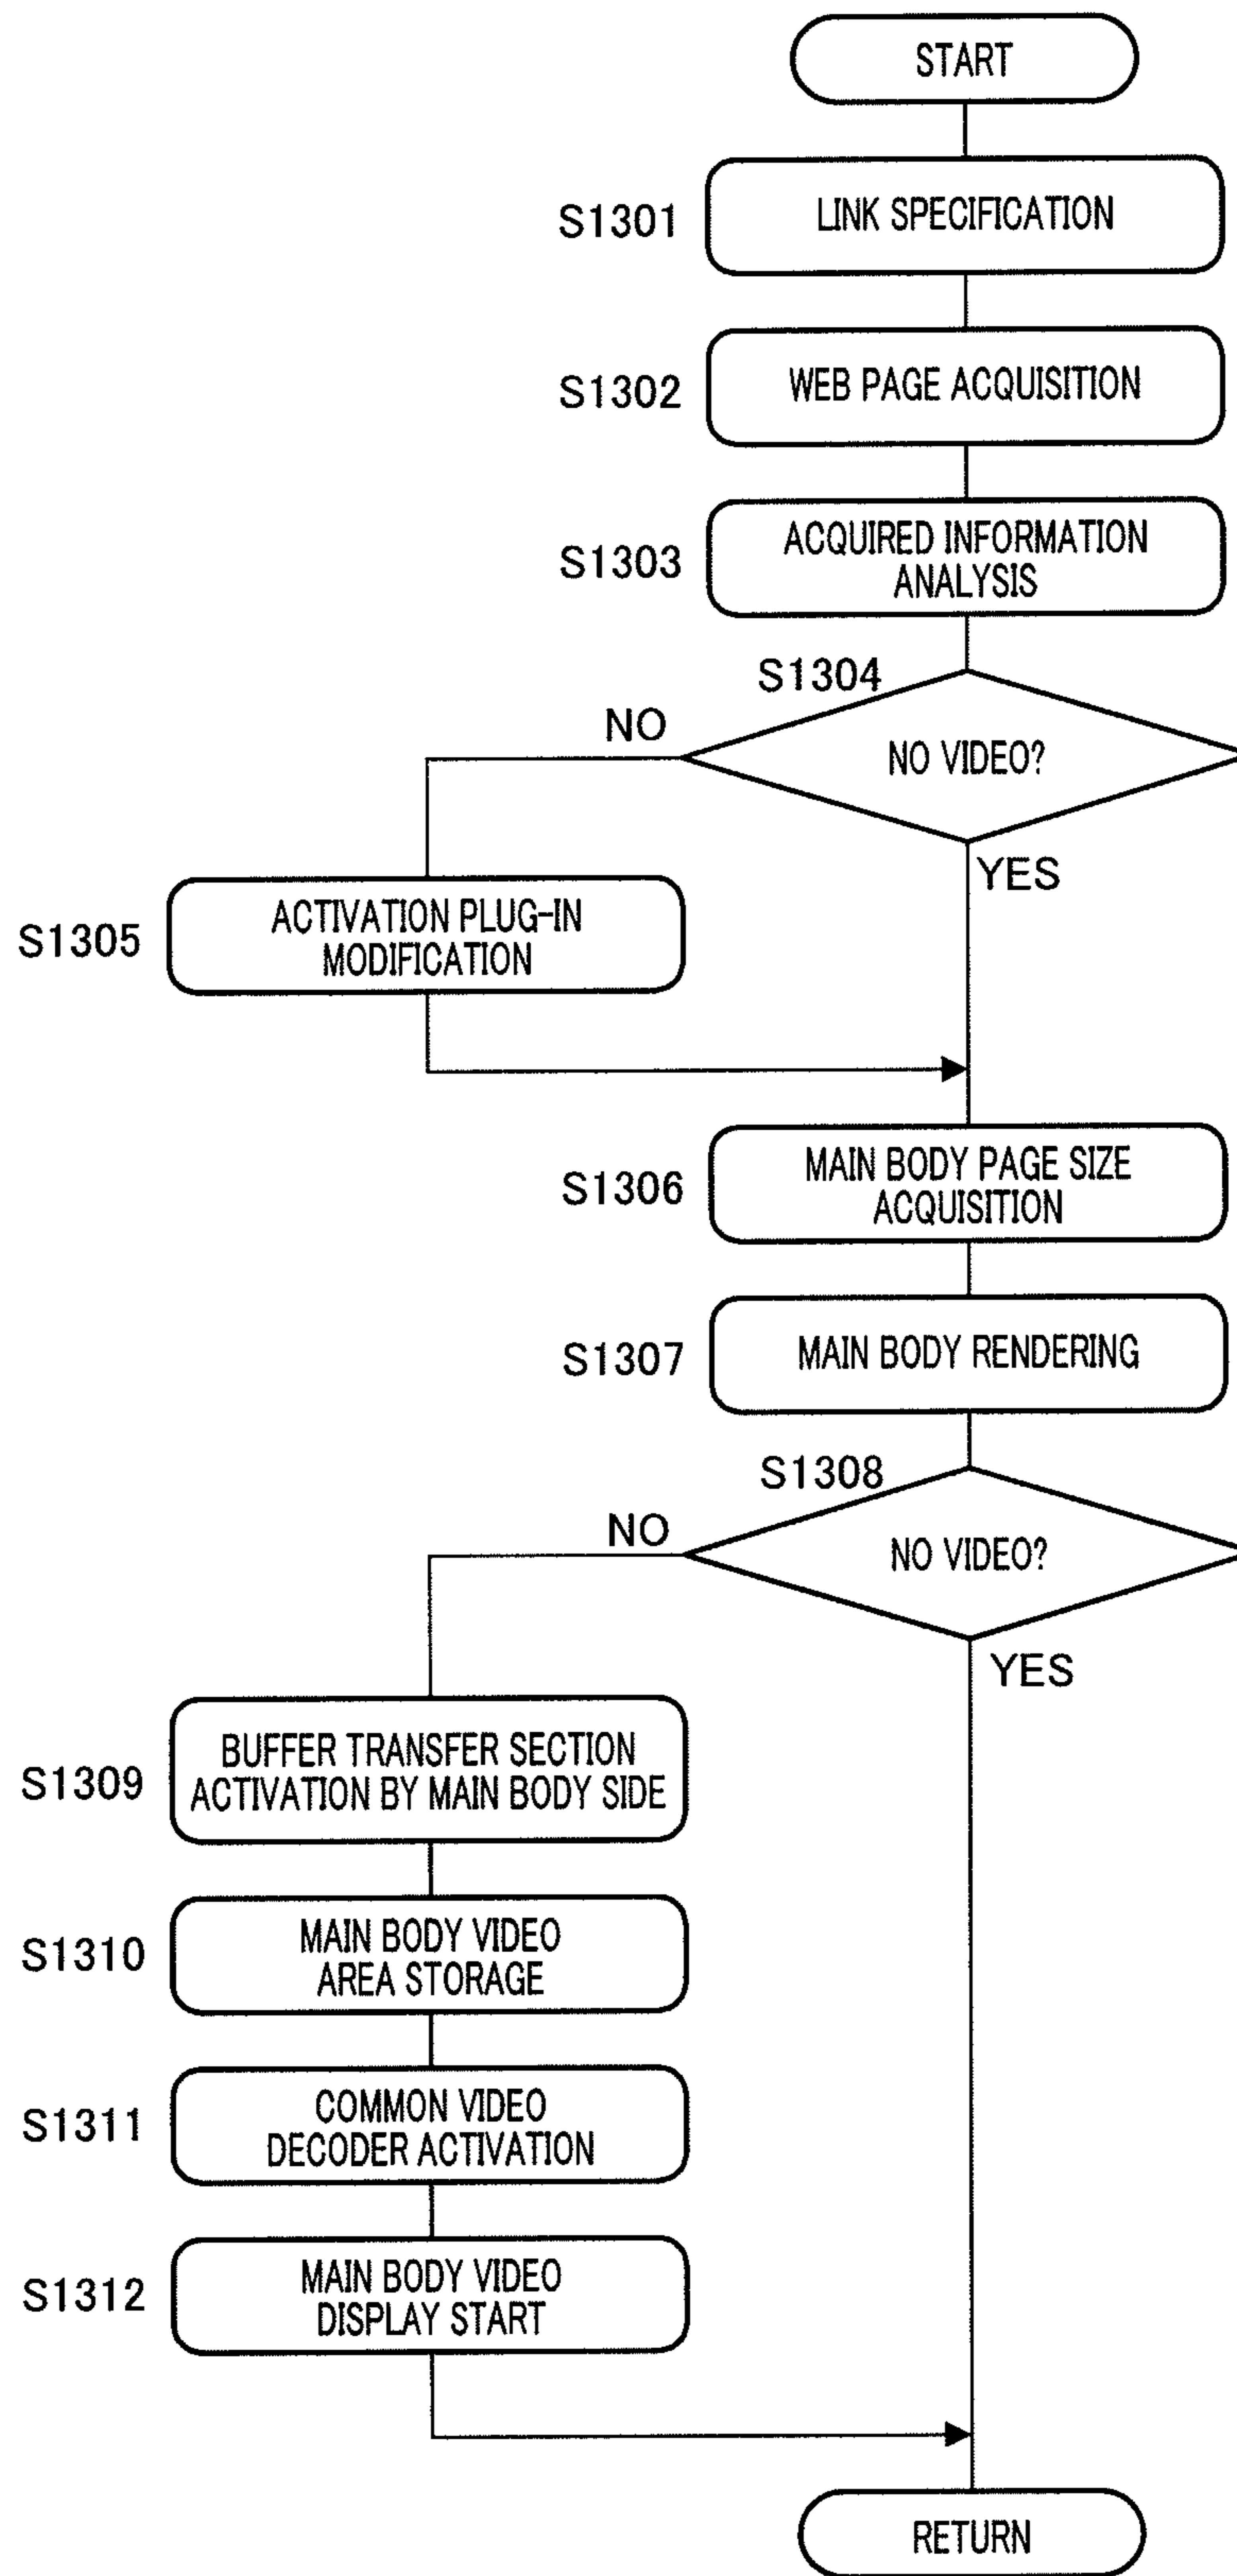 START
S1301
LINK SPECIFICATION
S1302
WEB PAGE ACQUISITION
S1303
ACQUIRED INFORMATION
ANALYSIS
S1304
NO
NO VIDEO?
YES
S1305
ACTIVATION PLUG-IN
MODIFICATION
S1306
MAIN BODY PAGE SIZE
ACQUISITION
S1307
MAIN BODY RENDERING
S1308
NO
NO VIDEO?
YES
S1309
BUFFER TRANSFER SECTION
ACTIVATION BY MAIN BODY SIDE
S1310
MAIN BODY VIDEO
AREA STORAGE
S1311
COMMON VIDEO
DECODER ACTIVATION
S1312
MAIN BODY VIDEO
DISPLAY START
RETURN